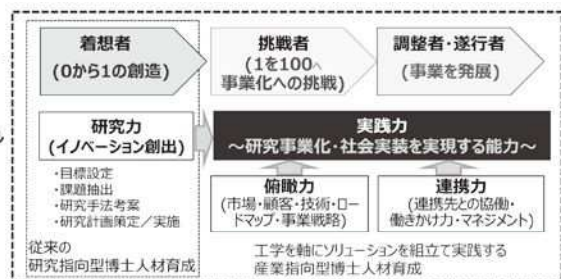 着想者
(0から1の創造)
挑戦者
(1を100へ
事業化への挑戦)
調整者・遂行者
(事業を発展)
研究力
(イノベーション創出)
実践力
～研究事業化・社会実装を実現する能力～
・目標設定
・課題抽出
・研究手法考案
・研究計画策定／実施
俯瞰力
(市場・顧客・技術・ロー
ドマップ・事業戦略)
連携力
(連携先との協働・
働きかけ力・マネジメント)
従来の
研究指向型博士人材育成
工学を軸にソリューションを組立て実践する
産業指向型博士人材育成